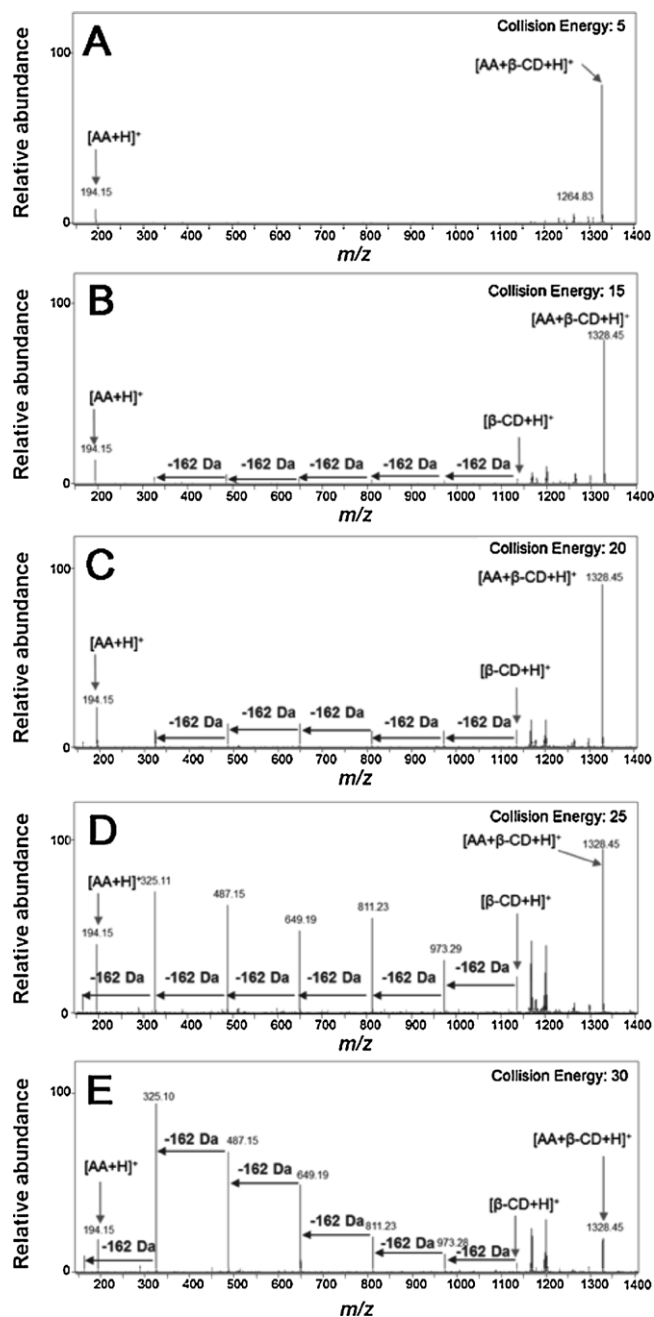 A
Collision Energy: 5
[AA+β-CD+H]⁺
[AA+H]⁺
194.15
1264.83
100
0
200 300 400 500 600 700 800 900 1000 1100 1200 1300 1400
m/z
Relative abundance
B
Collision Energy: 15
[AA+β-CD+H]⁺
1328.45
[AA+H]⁺
194.15
[β-CD+H]⁺
-162 Da -162 Da -162 Da -162 Da -162 Da
100
0
200 300 400 500 600 700 800 900 1000 1100 1200 1300 1400
m/z
Relative abundance
C
Collision Energy: 20
[AA+β-CD+H]⁺ 1328.45
[AA+H]⁺
194.15
[β-CD+H]⁺
-162 Da -162 Da -162 Da -162 Da -162 Da
100
0
200 300 400 500 600 700 800 900 1000 1100 1200 1300 1400
m/z
Relative abundance
D
Collision Energy: 25
[AA+β-CD+H]⁺ 1328.45
[AA+H]⁺ 325.11
194.15
487.15
649.19
811.23
973.29
[β-CD+H]⁺
-162 Da -162 Da -162 Da -162 Da -162 Da -162 Da
100
0
200 300 400 500 600 700 800 900 1000 1100 1200 1300 1400
m/z
Relative abundance
E
Collision Energy: 30
325.10
[AA+β-CD+H]⁺
1328.45
[AA+H]⁺
194.15
487.15
649.19
811.23
973.28
[β-CD+H]⁺
-162 Da
-162 Da
-162 Da
-162 Da
-162 Da
-162 Da
100
0
200 300 400 500 600 700 800 900 1000 1100 1200 1300 1400
m/z
Relative abundance